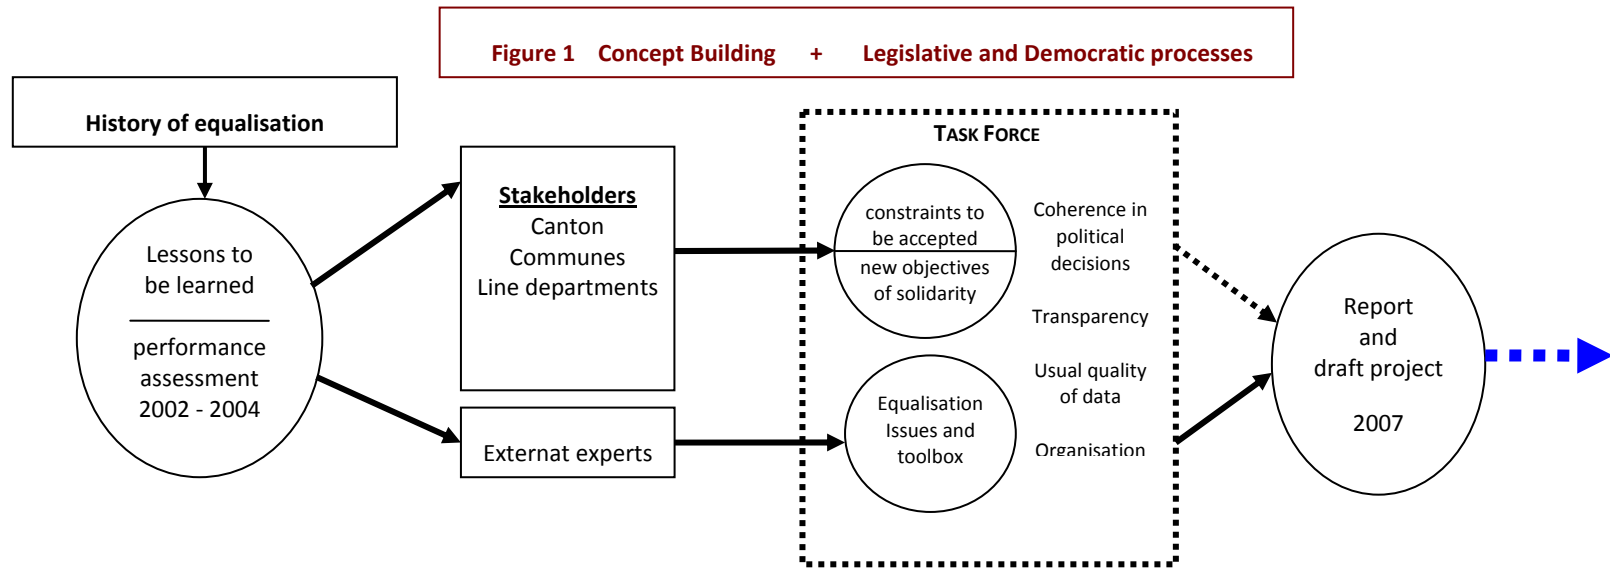 Figure 1 Concept Building + Legislative and Democratic processes
History of equalisation
Lessons to
be learned
performance
assessment
2002 - 2004
Stakeholders
Canton
Communes
Line departments
Externat experts
TASK FORCE
constraints to
be accepted
new objectives
of solidarity
Equalisation
Issues and
toolbox
Coherence in
political
decisions
Transparency
Usual quality
of data
Organisation
Report
and
draft project
2007